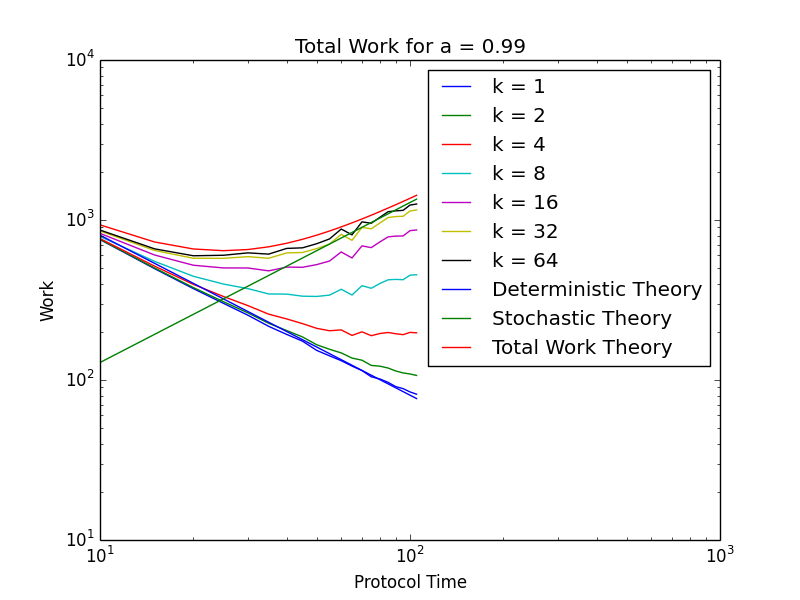 Total Work for a = 0.99
10^4
10^3
10^2
10^1
Work
k = 1
k = 2
k = 4
k = 8
k = 16
k = 32
k = 64
Deterministic Theory
Stochastic Theory
Total Work Theory
10^1
10^2
10^3
Protocol Time